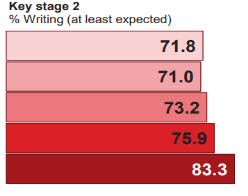 Key stage 2
% Writing (at least expected)
71.8
71.0
73.2
75.9
83.3